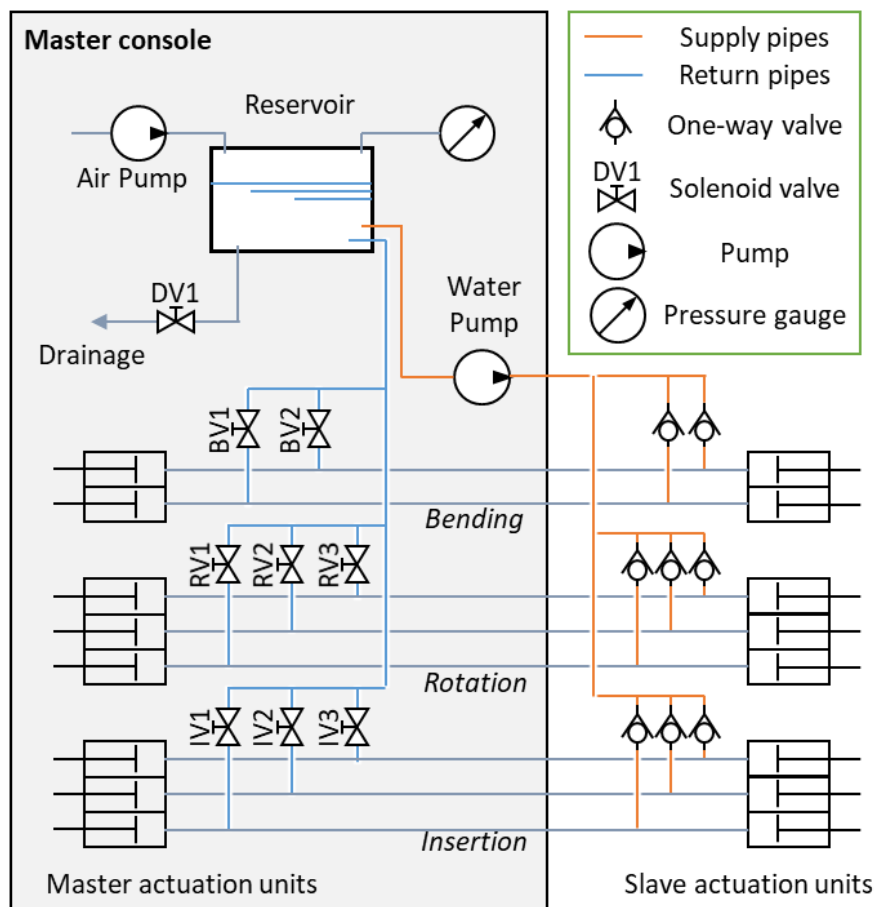 Master console
Reservoir
Air Pump
DV1
Drainage
Water
Pump
Supply pipes
Return pipes
One-way valve
DV1
Solenoid valve
Pump
Pressure gauge
BV1
BV2
Bending
RV1
RV2
RV3
Rotation
IV1
IV2
IV3
Insertion
Master actuation units
Slave actuation units